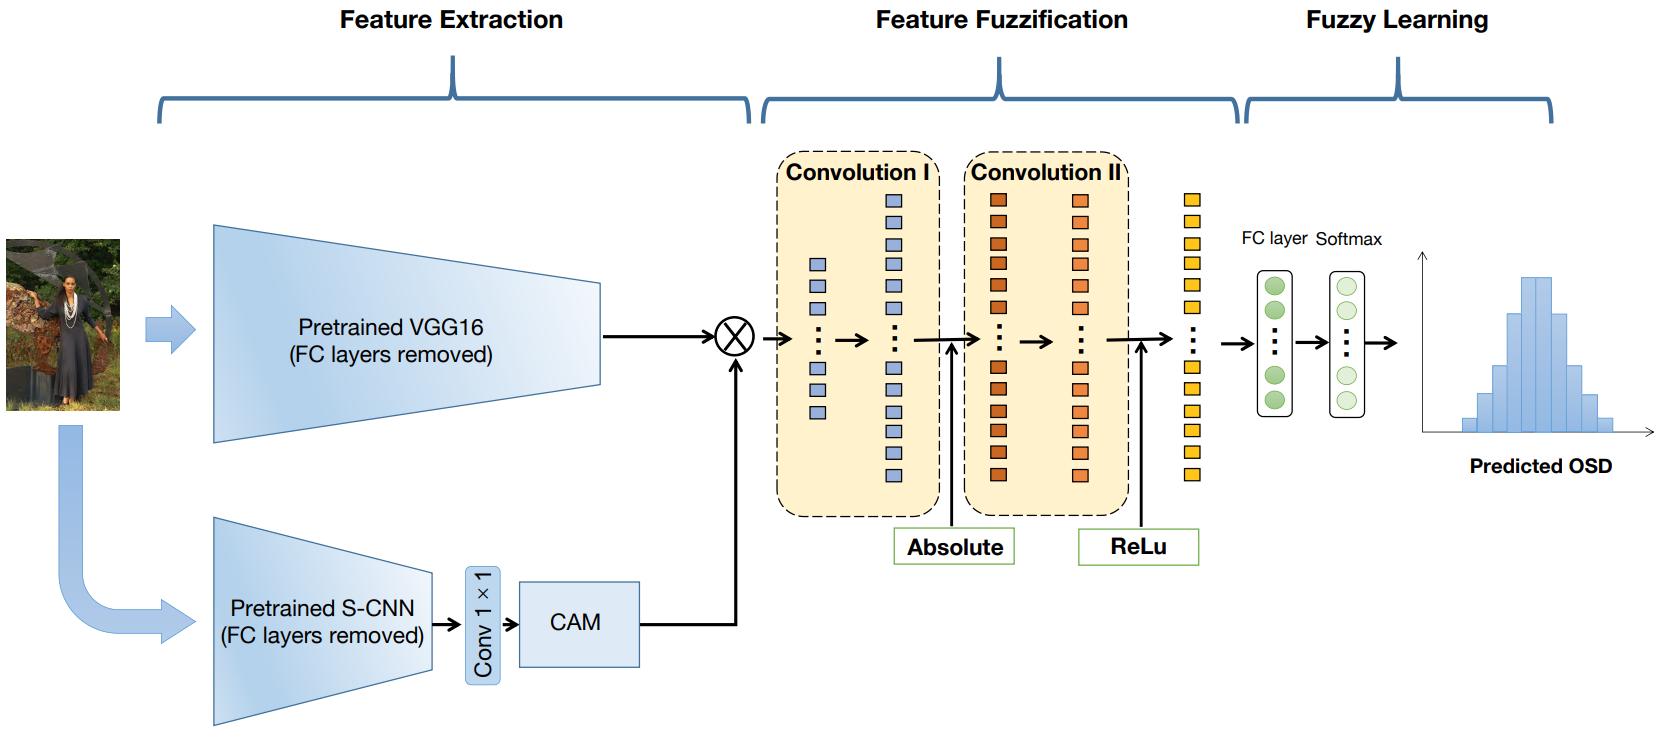 Feature Extraction
Feature Fuzzification
Fuzzy Learning
Convolution I
Convolution II
FC layer
Softmax
Pretrained VGG16
(FC layers removed)
Predicted OSD
Absolute
ReLu
Pretrained S-CNN
(FC layers removed)
Conv 1 × 1
CAM